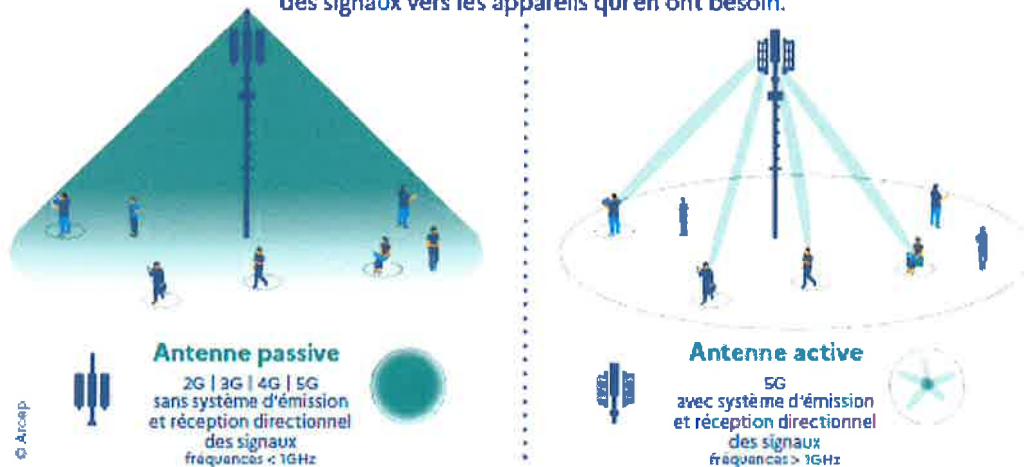 des signaux vers les appareils qui en ont besoin.
Antenne passive
2G | 3G | 4G | 5G
sans système d'émission
et réception directionnel
des signaux
fréquences < 1GHz
Antenne active
5G
avec système d'émission
et réception directionnel
des signaux
fréquences > 1GHz
© Arcep